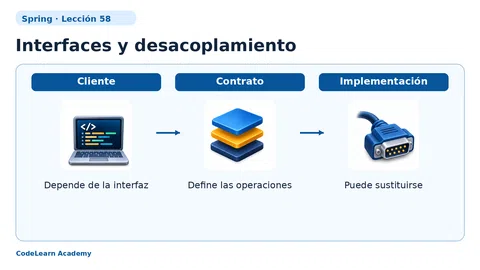 Spring · Lección 58
Interfaces y desacoplamiento
Cliente
Contrato
Implementación
</>
Depende de la interfaz
Define las operaciones
Puede sustituirse
CodeLearn Academy